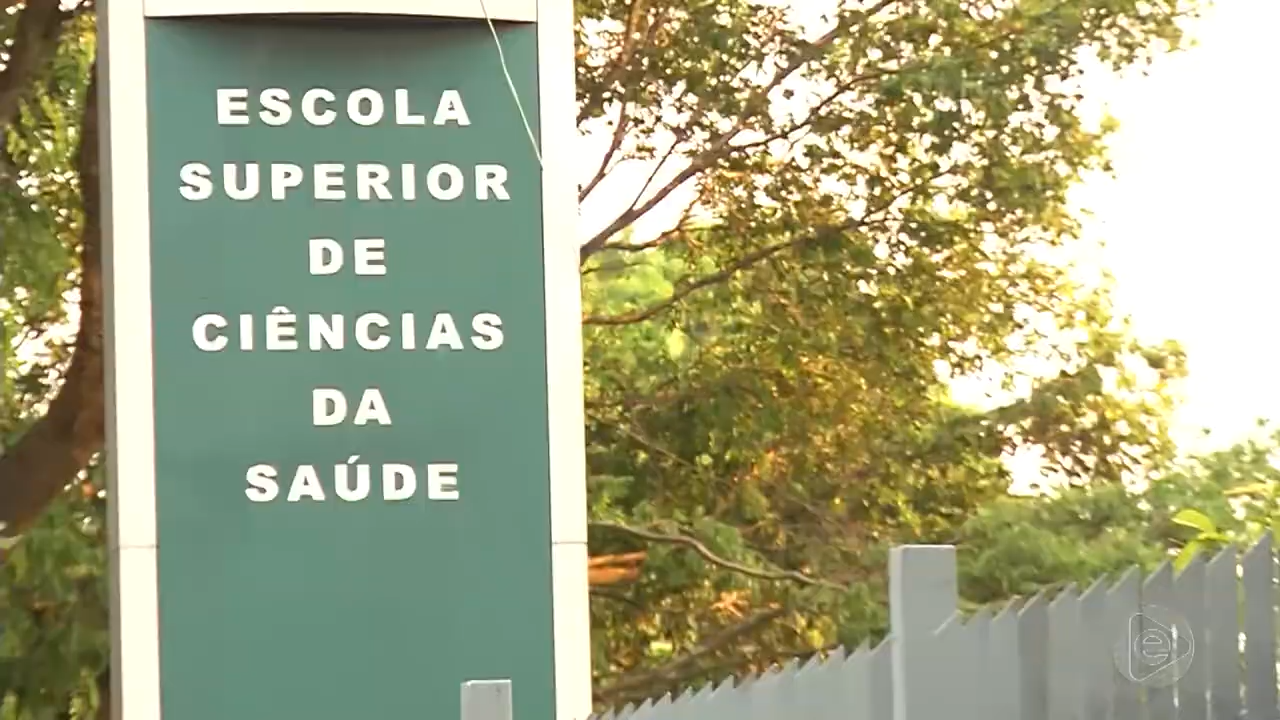 ESCOLA
SUPERIOR
DE
CIÊNCIAS
DA
SAÚDE
e